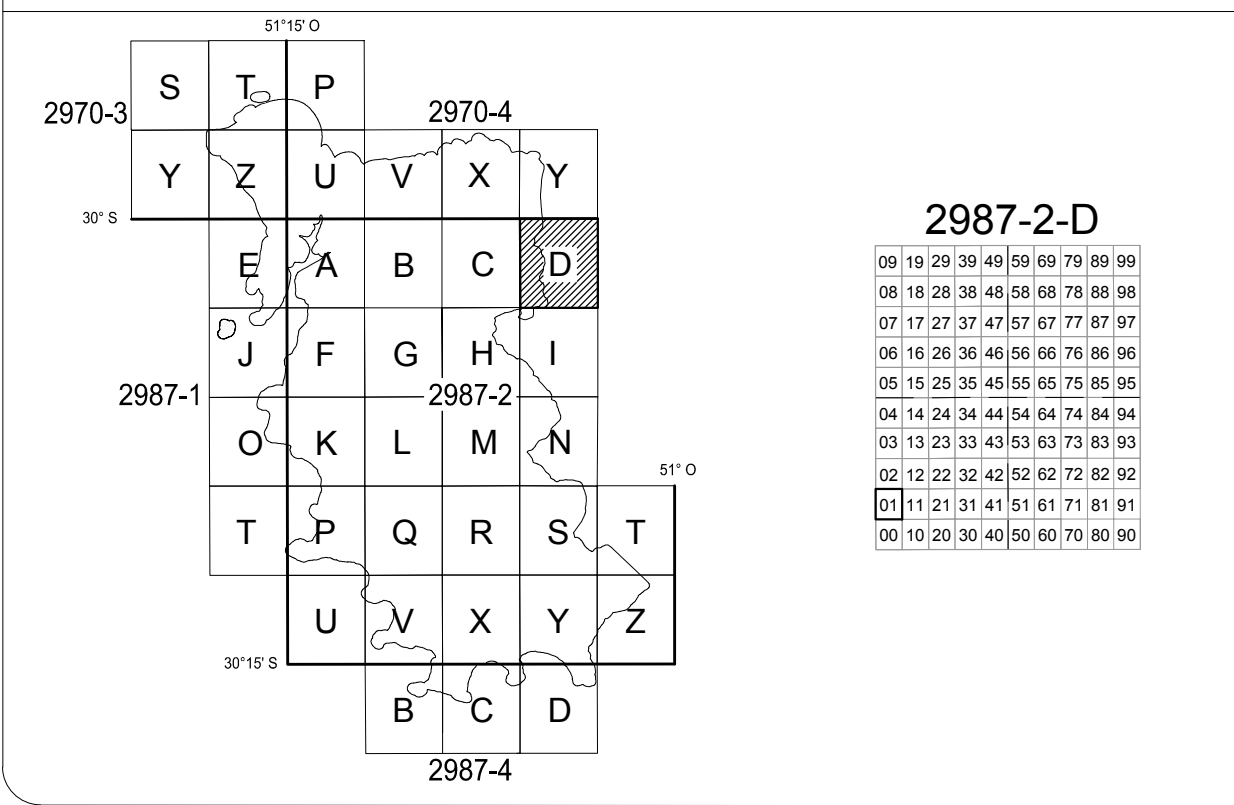 51°15' O
S T P
2970-3 2970-4
Y Z U V X Y
30° S
E A B C D
J F G H I
2987-1 2987-2
O K L M N
51° O
T P Q R S T
U V X Y Z
30°15' S
B C D
2987-4
2987-2-D
09 19 29 39 49 59 69 79 89 99
08 18 28 38 48 58 68 78 88 98
07 17 27 37 47 57 67 77 87 97
06 16 26 36 46 56 66 76 86 96
05 15 25 35 45 55 65 75 85 95
04 14 24 34 44 54 64 74 84 94
03 13 23 33 43 53 63 73 83 93
02 12 22 32 42 52 62 72 82 92
01 11 21 31 41 51 61 71 81 91
00 10 20 30 40 50 60 70 80 90